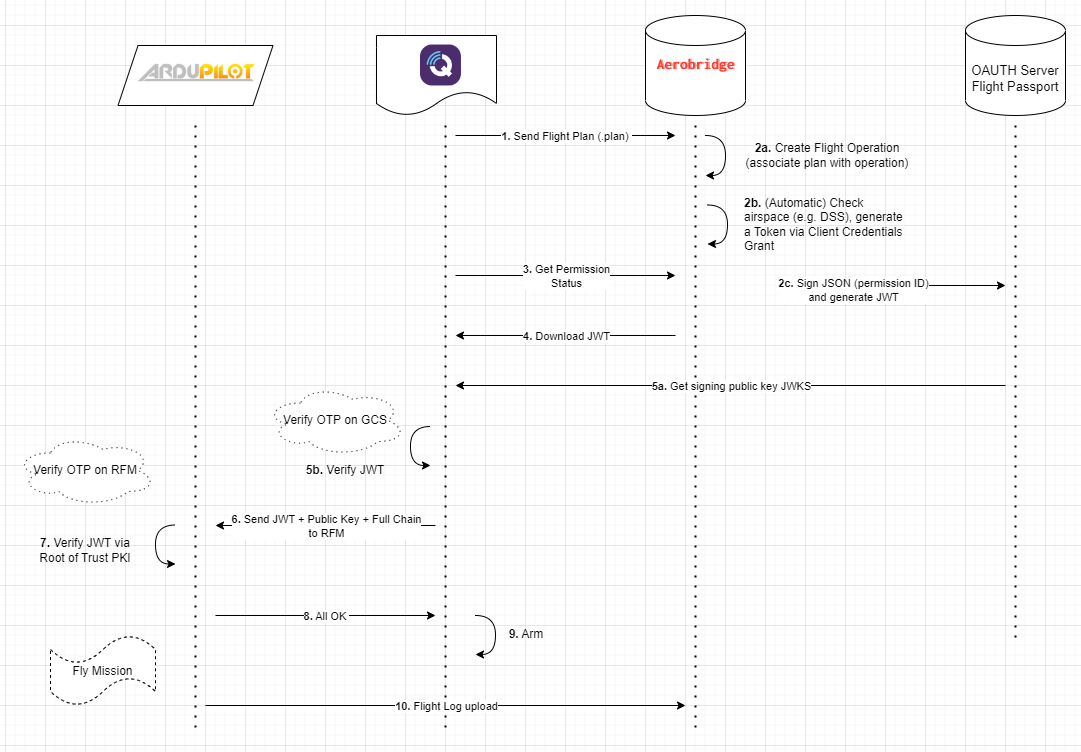 ARDUPILOT
Q
Aerobridge
OAUTH Server
Flight Passport
1. Send Flight Plan (.plan)
2a. Create Flight Operation
(associate plan with operation)
2b. (Automatic) Check
airspace (e.g. DSS), generate
a Token via Client Credentials
Grant
3. Get Permission
Status
2c. Sign JSON (permission ID)
and generate JWT
4. Download JWT
5a. Get signing public key JWKS
Verify OTP on GCS
5b. Verify JWT
Verify OTP on RFM
6. Send JWT + Public Key + Full Chain
to RFM
7. Verify JWT via
Root of Trust PKI
8. All OK
9. Arm
Fly Mission
10. Flight Log upload